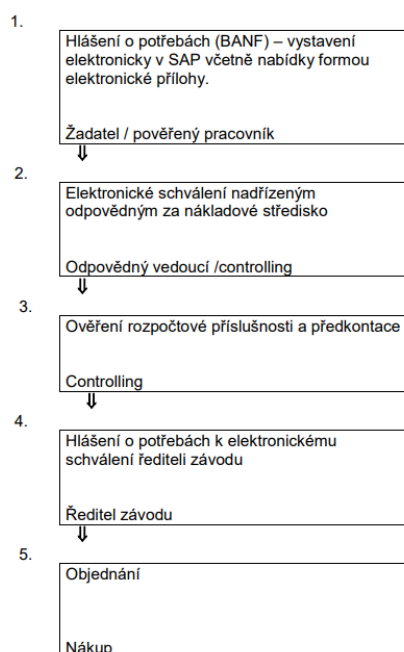 1.
Hlášení o potřebách (BANF) – vystavení
elektronicky v SAP včetně nabídky formou
elektronické přílohy.
Žadatel / pověřený pracovník
⇓
2.
Elektronické schválení nadřízeným
odpovědným za nákladové středisko
Odpovědný vedoucí /controlling
⇓
3.
Ověření rozpočtové příslušnosti a předkontace
Controlling
⇓
4.
Hlášení o potřebách k elektronickému
schválení řediteli závodu
Ředitel závodu
⇓
5.
Objednání
Nákup